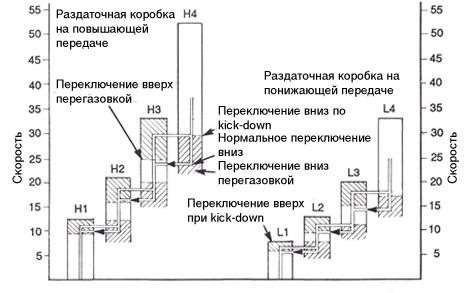 55
50
45
40
35
30
25
20
15
10
5
Скорость
Раздаточная коробка
на повышающей
передаче
H4
Переключение вверх
перегазовкой
H3
H2
H1
Переключение вниз по
kick-down
Нормальное переключение
вниз
Переключение вниз
перегазовкой
Раздаточная коробка на
понижающей передаче
L4
L3
L2
L1
Переключение вверх
при kick-down
55
50
45
40
35
30
25
20
15
10
5
Скорость